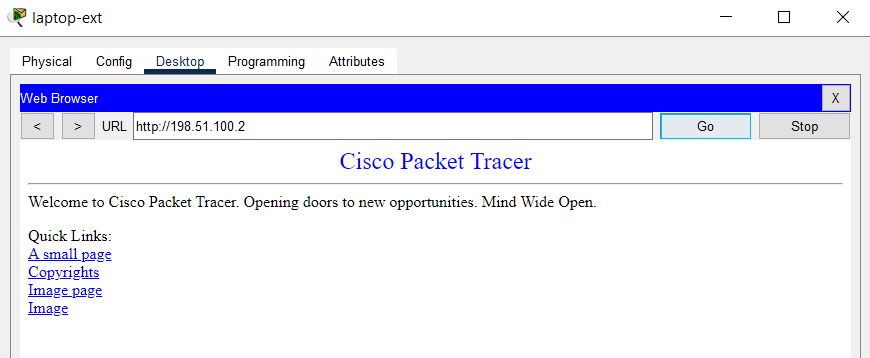 laptop-ext
Physical Config Desktop Programming Attributes
Web Browser X
< > URL http://198.51.100.2 Go Stop
Cisco Packet Tracer
Welcome to Cisco Packet Tracer. Opening doors to new opportunities. Mind Wide Open.
Quick Links:
A small page
Copyrights
Image page
Image